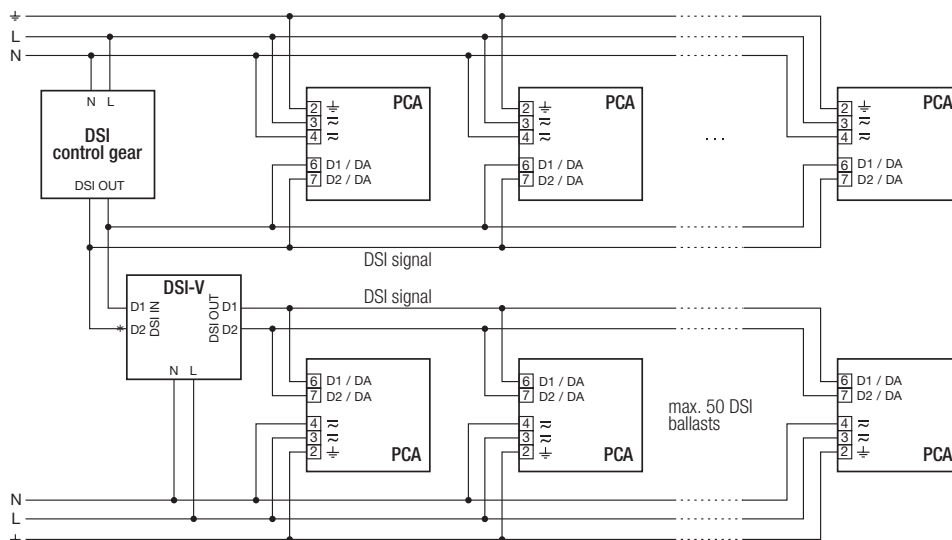 L
N
N L
DSI
control gear
DSI OUT
2
3
4
6 D1 / DA
7 D2 / DA
PCA
2
3
4
6 D1 / DA
7 D2 / DA
PCA
...
2
3
4
6 D1 / DA
7 D2 / DA
PCA
DSI signal
DSI signal
DSI-V
D1
* D2
DSI IN
DSI OUT
D1
D2
N L
6 D1 / DA
7 D2 / DA
4
3
2
PCA
6 D1 / DA
7 D2 / DA
4
3
2
PCA
max. 50 DSI
ballasts
6 D1 / DA
7 D2 / DA
4
3
2
PCA
N
L